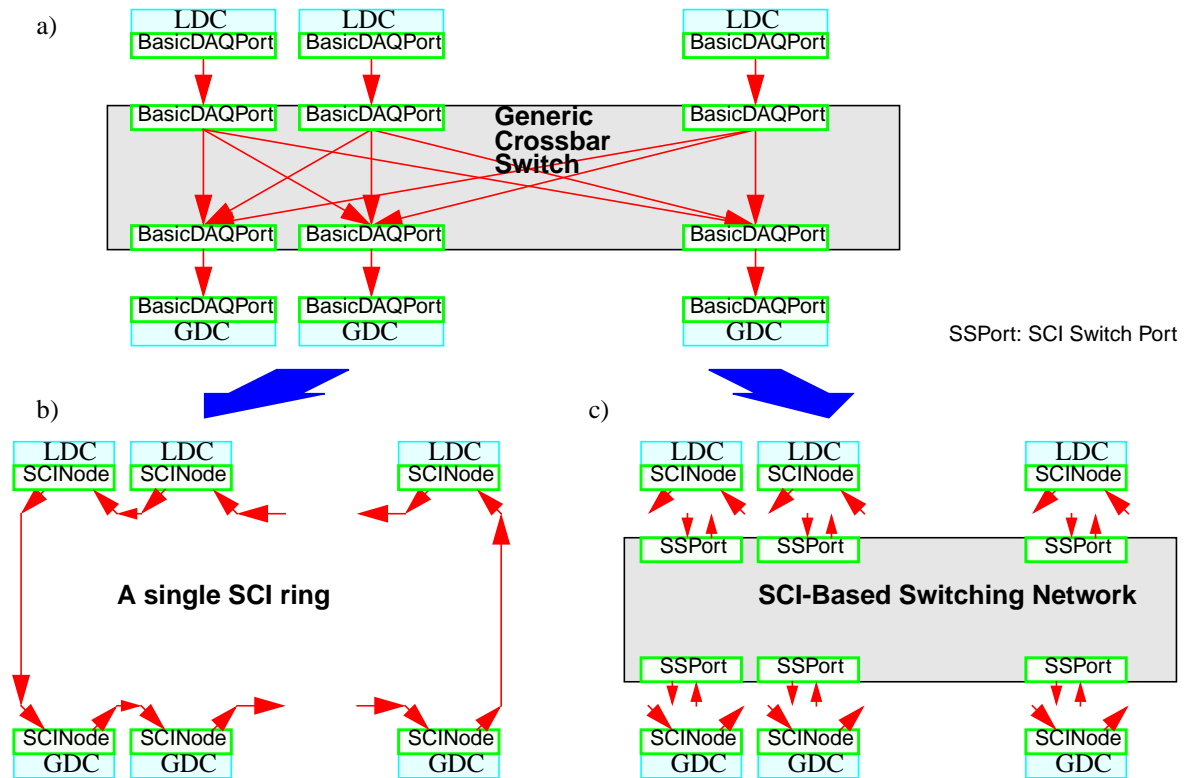 a)
LDC LDC LDC
BasicDAQPort BasicDAQPort BasicDAQPort
BasicDAQPort BasicDAQPort BasicDAQPort
Generic
Crossbar
Switch
BasicDAQPort BasicDAQPort BasicDAQPort
BasicDAQPort BasicDAQPort BasicDAQPort
GDC GDC GDC
SSPort: SCI Switch Port
b)
LDC LDC LDC
SCINode SCINode SCINode
A single SCI ring
SCINode SCINode SCINode
GDC GDC GDC
c)
LDC LDC LDC
SCINode SCINode SCINode
SSPort SSPort SSPort
SCI-Based Switching Network
SSPort SSPort SSPort
SCINode SCINode SCINode
GDC GDC GDC